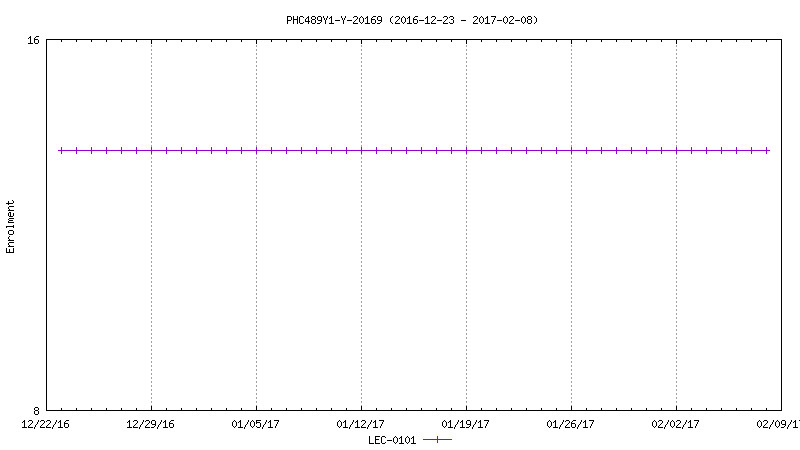 PHC489Y1-Y-20169 (2016-12-23 - 2017-02-08)
16
Enrolment
8
12/22/16 12/29/16 01/05/17 01/12/17 01/19/17 01/26/17 02/02/17 02/09/1
LEC-0101